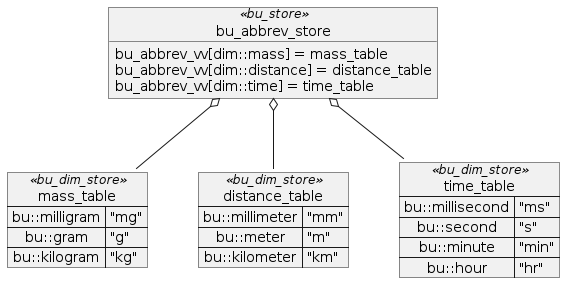 «bu_store»
bu_abbrev_store
bu_abbrev_vv[dim::mass] = mass_table
bu_abbrev_vv[dim::distance] = distance_table
bu_abbrev_vv[dim::time] = time_table
«bu_dim_store»
mass_table
bu::milligram "mg"
bu::gram "g"
bu::kilogram "kg"
«bu_dim_store»
distance_table
bu::millimeter "mm"
bu::meter "m"
bu::kilometer "km"
«bu_dim_store»
time_table
bu::millisecond "ms"
bu::second "s"
bu::minute "min"
bu::hour "hr"